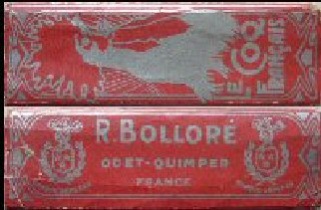 LE COQ
FRANÇAIS
R. BOLLORÉ
ODET-QUIMPER
FRANCE